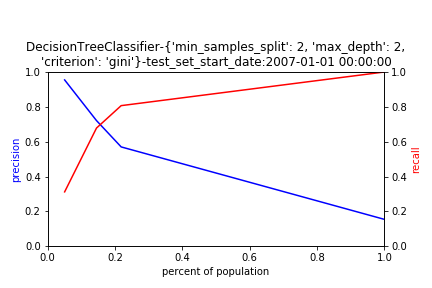 DecisionTreeClassifier-{'min_samples_split': 2, 'max_depth': 2,
'criterion': 'gini'}-test_set_start_date:2007-01-01 00:00:00
1.0
0.8
0.6
0.4
0.2
0.0
precision
1.0
0.8
0.6
0.4
0.2
0.0
recall
0.0 0.2 0.4 0.6 0.8 1.0
percent of population